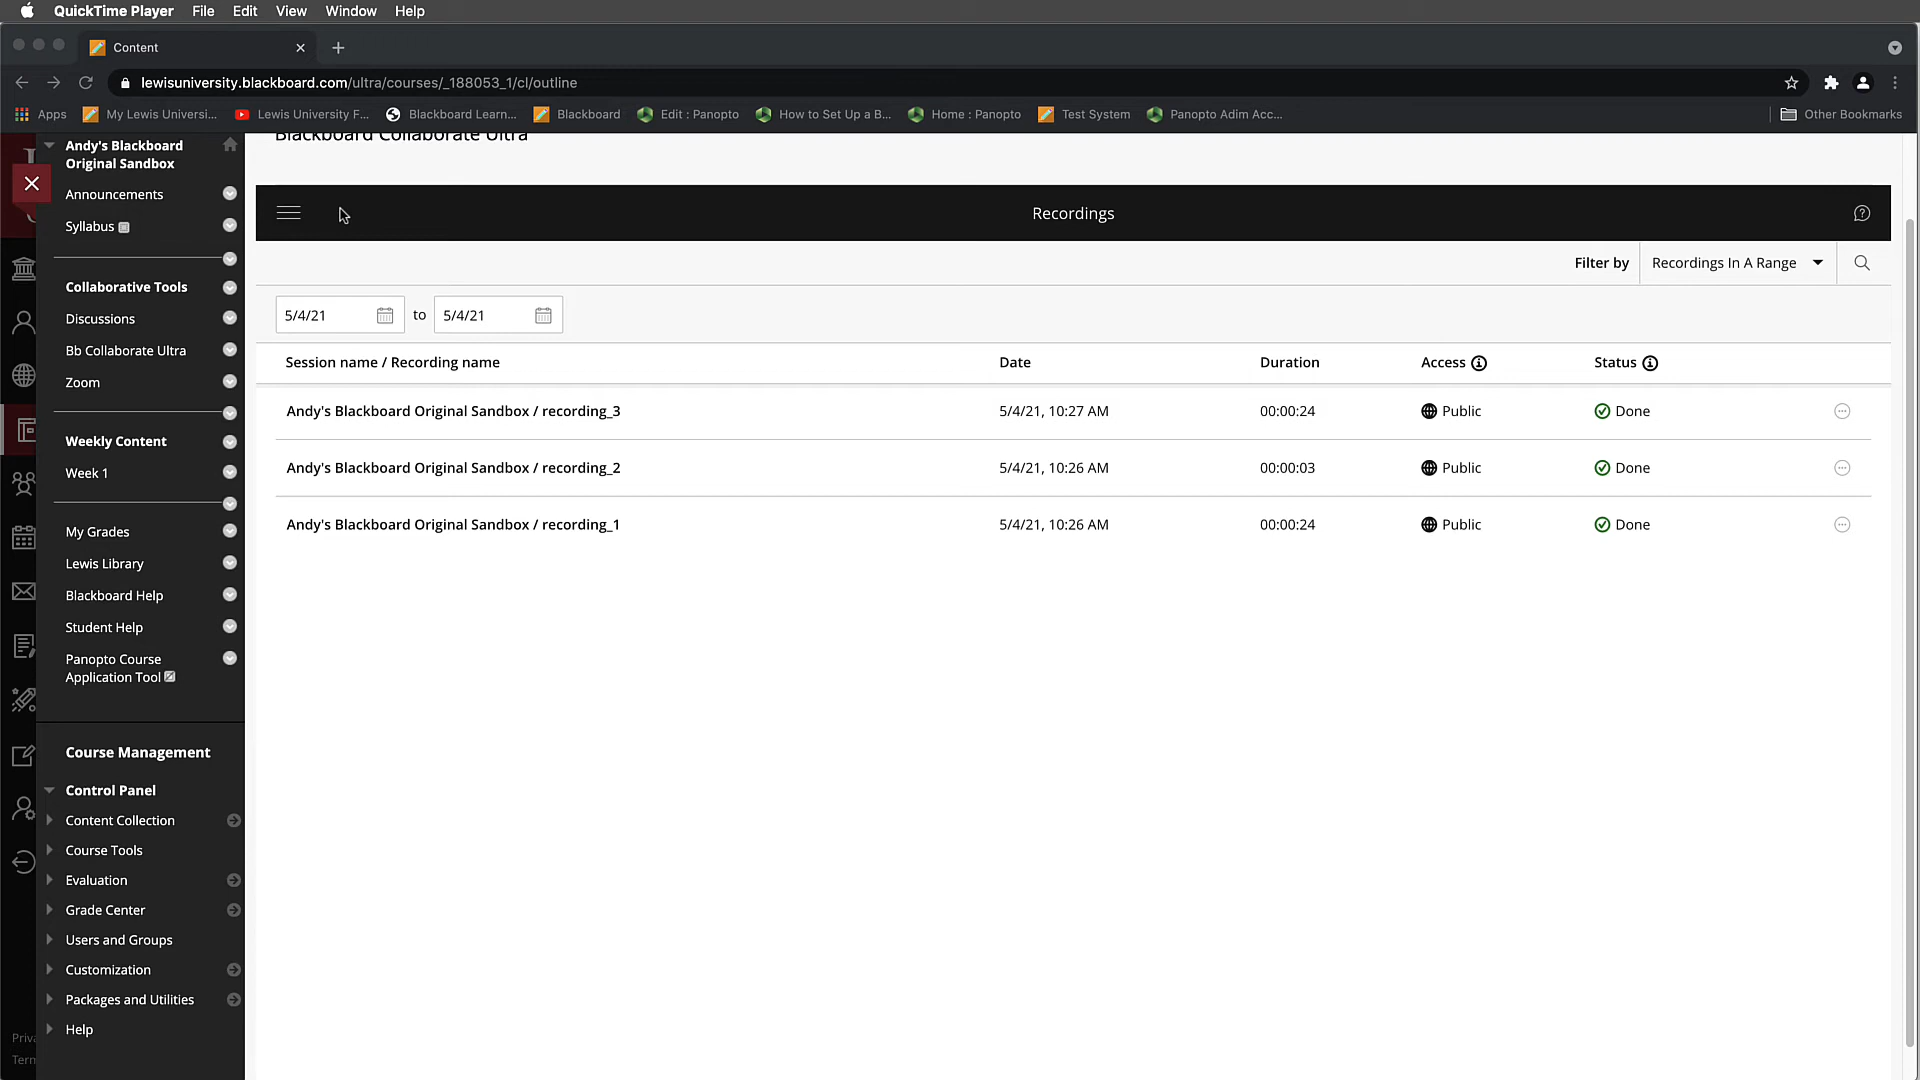 QuickTime Player File Edit View Window Help
Content
lewisuniversity.blackboard.com/ultra/courses/_188053_1/cl/outline
Apps My Lewis Universi... Lewis University F... Blackboard Learn... Blackboard Edit : Panopto How to Set Up a B... Home : Panopto Test System Panopto Adim Acc... Other Bookmarks
Blackboard Collaborate Ultra
Andy's Blackboard
Original Sandbox
Announcements
Syllabus
Collaborative Tools
Discussions
Bb Collaborate Ultra
Zoom
Weekly Content
Week 1
My Grades
Lewis Library
Blackboard Help
Student Help
Panopto Course
Application Tool
Course Management
Control Panel
Content Collection
Course Tools
Evaluation
Grade Center
Users and Groups
Customization
Packages and Utilities
Help
Priva
Term
Recordings
Filter by Recordings In A Range
5/4/21 to 5/4/21
Session name / Recording name Date Duration Access Status
Andy's Blackboard Original Sandbox / recording_3 5/4/21, 10:27 AM 00:00:24 Public Done
Andy's Blackboard Original Sandbox / recording_2 5/4/21, 10:26 AM 00:00:03 Public Done
Andy's Blackboard Original Sandbox / recording_1 5/4/21, 10:26 AM 00:00:24 Public Done